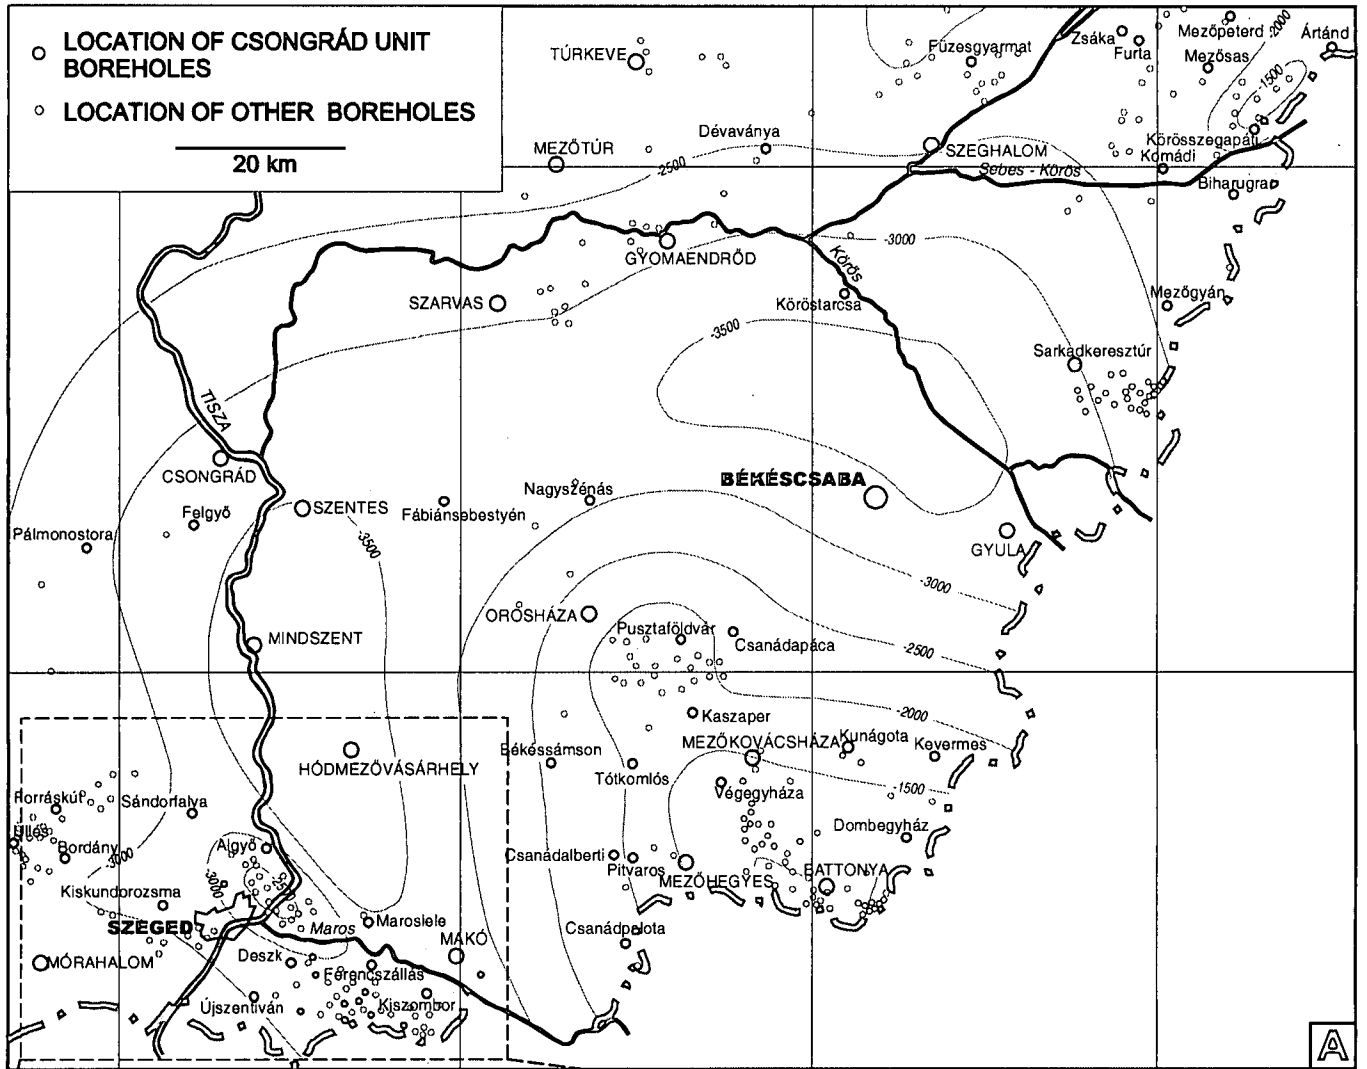 LOCATION OF CSONGRÁD UNIT
BOREHOLES
LOCATION OF OTHER BOREHOLES
20 km
TÚRKEVE
Füzesgyarmat
Zsáka
Furta
Mezőpeterd
-2000
Ártánd
Mezősas
-1500
MEZŐTÚR
Dévaványa
-2500
SZEGHALOM
Sebes - Körös
Körösszegapáti
Komádi
Biharugra
GYOMAENDRŐD
Körös
-3000
SZARVAS
Köröstarcsa
Mezőgyán
-3500
Sarkadkeresztúr
TISZA
CSONGRÁD
BÉKÉSCSABA
Nagyszénás
Felgyő
SZENTES
Fábiánsebestyén
Pálmonostora
-3500
GYULA
-3000
OROSHÁZA
Pusztaföldvár
Csanádapáca
MINDSZENT
-2500
Kaszaper
-2000
HÓDMEZŐVÁSÁRHELY
Békéssámson
Tótkomlós
MEZŐKOVÁCSHÁZA
Kunágota
Kevermes
Végegyháza
-1500
Forráskút
Sándorfalva
Üllés
Bordány
-3000
Algyő
Dombegyház
Csanádalberti
Pitvaros
MEZŐHEGYES
BATTONYA
Kiskundorozsma
-3000
SZEGED
Maros
Maroslele
MAKÓ
Csanádpalota
MÓRAHALOM
Deszk
Ferencszállás
Újszentiván
Kiszombor
A